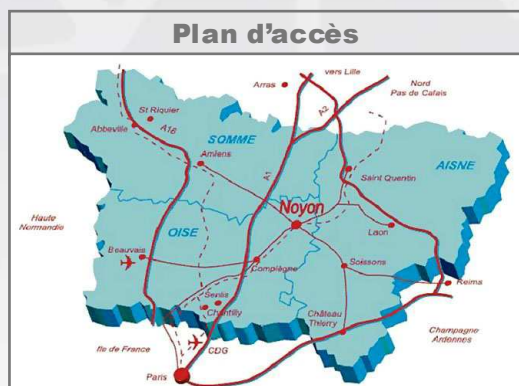 Plan d'accès
vers Lille
Arras
Nord
Pas de Calais
A2
St Riquier
A16
Abbeville
SOMME
AISNE
Amiens
A1
Saint Quentin
Noyon
Haute
Normandie
OISE
Laon
Beauvais
Compiègne
Soissons
Reims
Senlis
Chantilly
Château
Thierry
Champagne
Ardennes
Ile de France
CDG
Paris